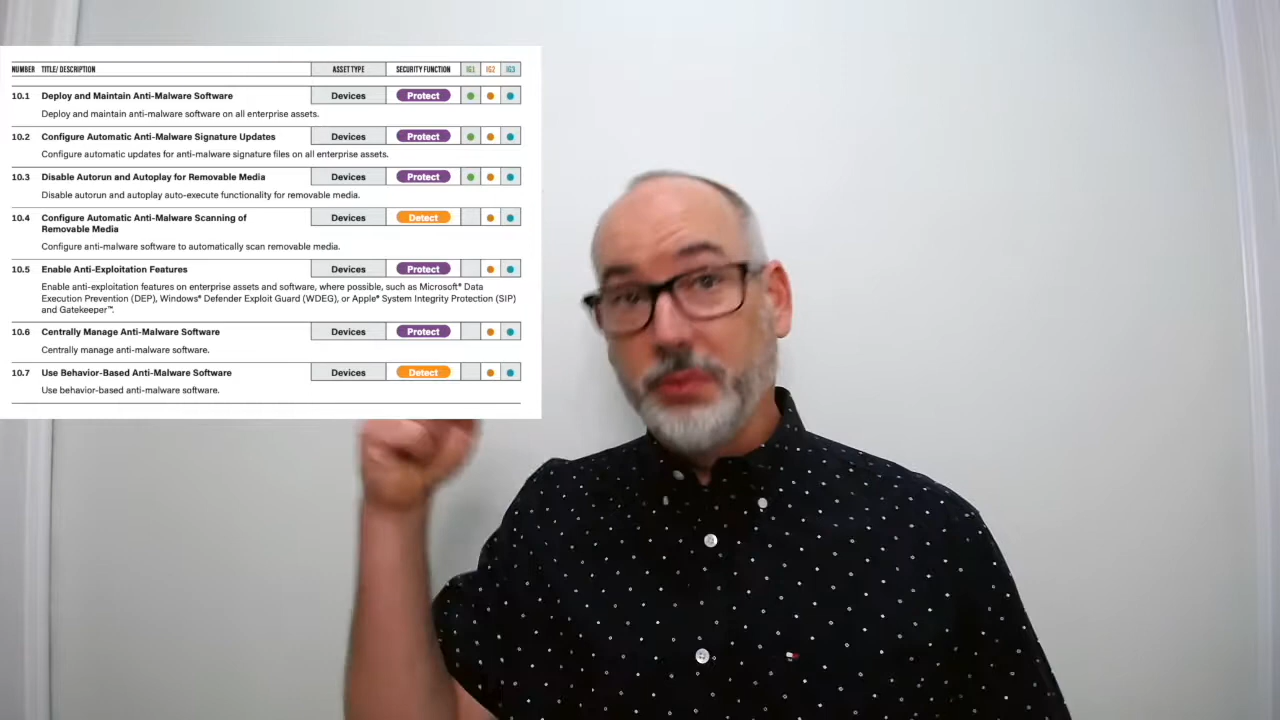 NUMBER TITLE/ DESCRIPTION ASSET TYPE SECURITY FUNCTION IG1 IG2 IG3
10.1 Deploy and Maintain Anti-Malware Software Devices Protect
Deploy and maintain anti-malware software on all enterprise assets.
10.2 Configure Automatic Anti-Malware Signature Updates Devices Protect
Configure automatic updates for anti-malware signature files on all enterprise assets.
10.3 Disable Autorun and Autoplay for Removable Media Devices Protect
Disable autorun and autoplay auto-execute functionality for removable media.
10.4 Configure Automatic Anti-Malware Scanning of Devices Detect
Removable Media
Configure anti-malware software to automatically scan removable media.
10.5 Enable Anti-Exploitation Features Devices Protect
Enable anti-exploitation features on enterprise assets and software, where possible, such as Microsoft® Data
Execution Prevention (DEP), Windows® Defender Exploit Guard (WDEG), or Apple® System Integrity Protection (SIP)
and Gatekeeper™.
10.6 Centrally Manage Anti-Malware Software Devices Protect
Centrally manage anti-malware software.
10.7 Use Behavior-Based Anti-Malware Software Devices Detect
Use behavior-based anti-malware software.